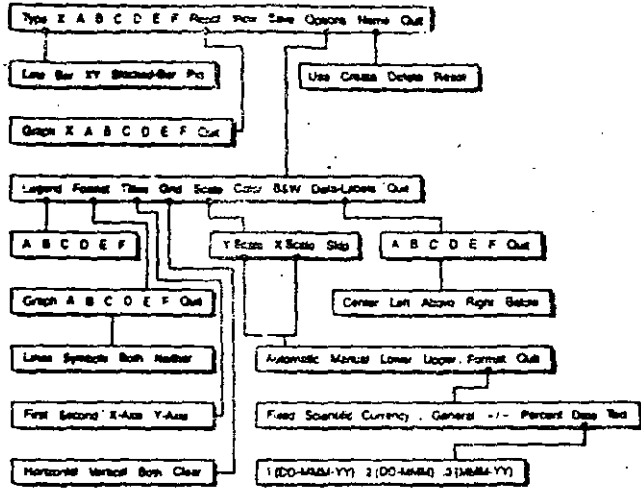 Type X A B C D E F Reset View Save Options Name Quit
Line Bar XY Stacked-Bar Pie
Use Create Delete Reset
Graph X A B C D E F Quit
Legend Format Titles Grid Scale Color B&W Data-Labels Quit
A B C D E F
Y Scale X Scale Skip
A B C D E F Quit
Graph A B C D E F Quit
Center Left Above Right Below
Lines Symbols Both Neither
Automatic Manual Lower Upper Format Quit
First Second X-Axis Y-Axis
Fixed Scientific Currency , General +/- Percent Date Text
Horizontal Vertical Both Clear
1 (DD-MMM-YY) 2 (DD-MMM) 3 (MMM-YY)